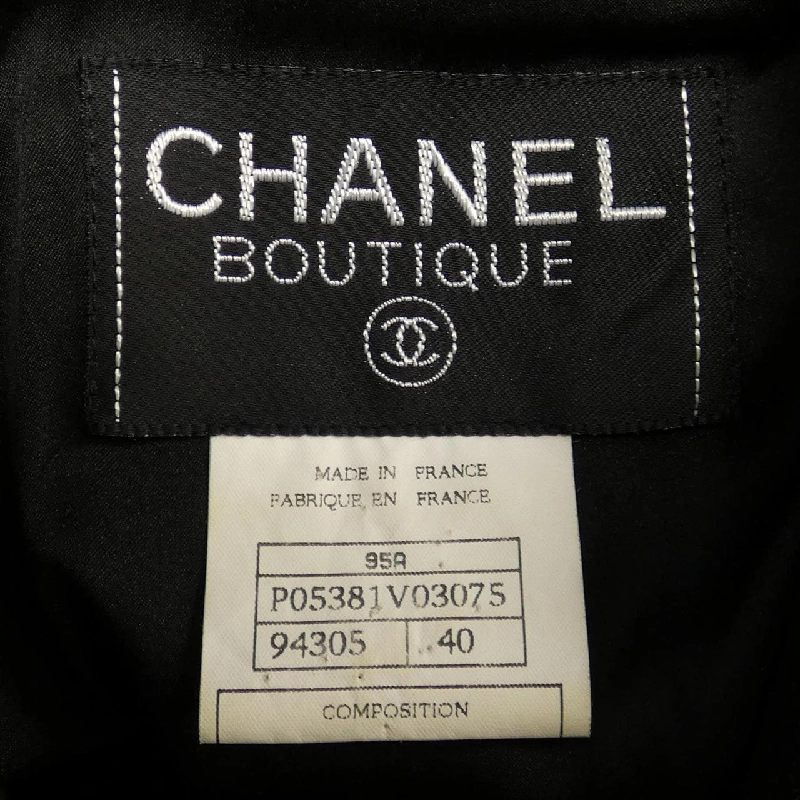 CHANEL
BOUTIQUE
MADE IN FRANCE
FABRIQUE EN FRANCE
95A
P05381V03075
94305 40
COMPOSITION